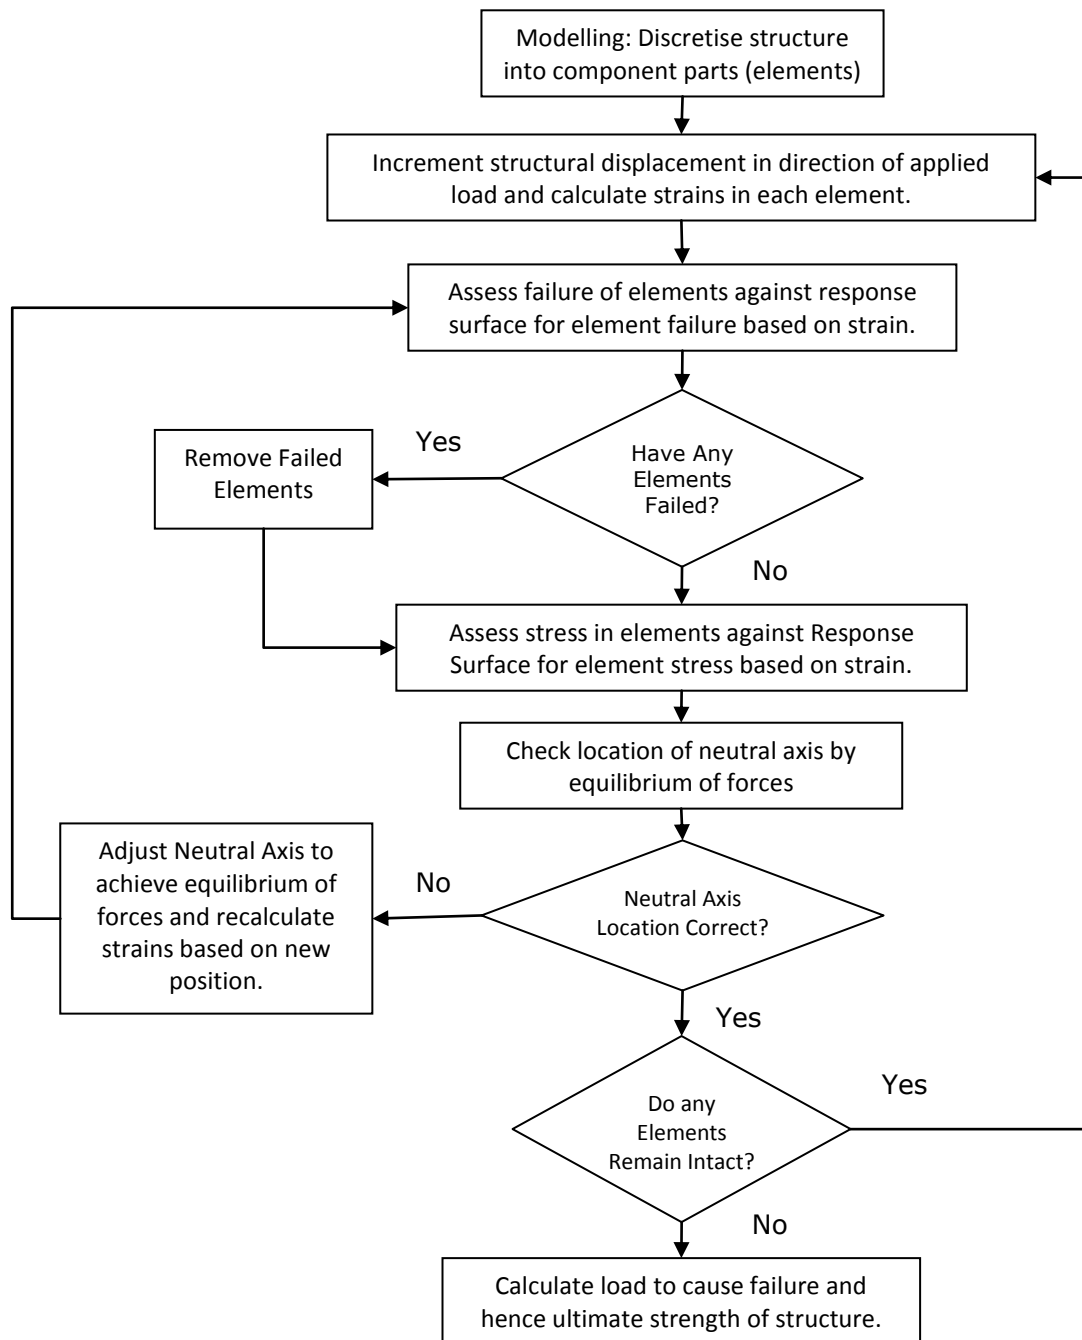 Modelling: Discretise structure
into component parts (elements)
Increment structural displacement in direction of applied
load and calculate strains in each element.
Assess failure of elements against response
surface for element failure based on strain.
Yes
Remove Failed
Elements
Have Any
Elements
Failed?
No
Assess stress in elements against Response
Surface for element stress based on strain.
Check location of neutral axis by
equilibrium of forces
Adjust Neutral Axis to
achieve equilibrium of
forces and recalculate
strains based on new
position.
No
Neutral Axis
Location Correct?
Yes
Do any
Elements
Remain Intact?
Yes
No
Calculate load to cause failure and
hence ultimate strength of structure.